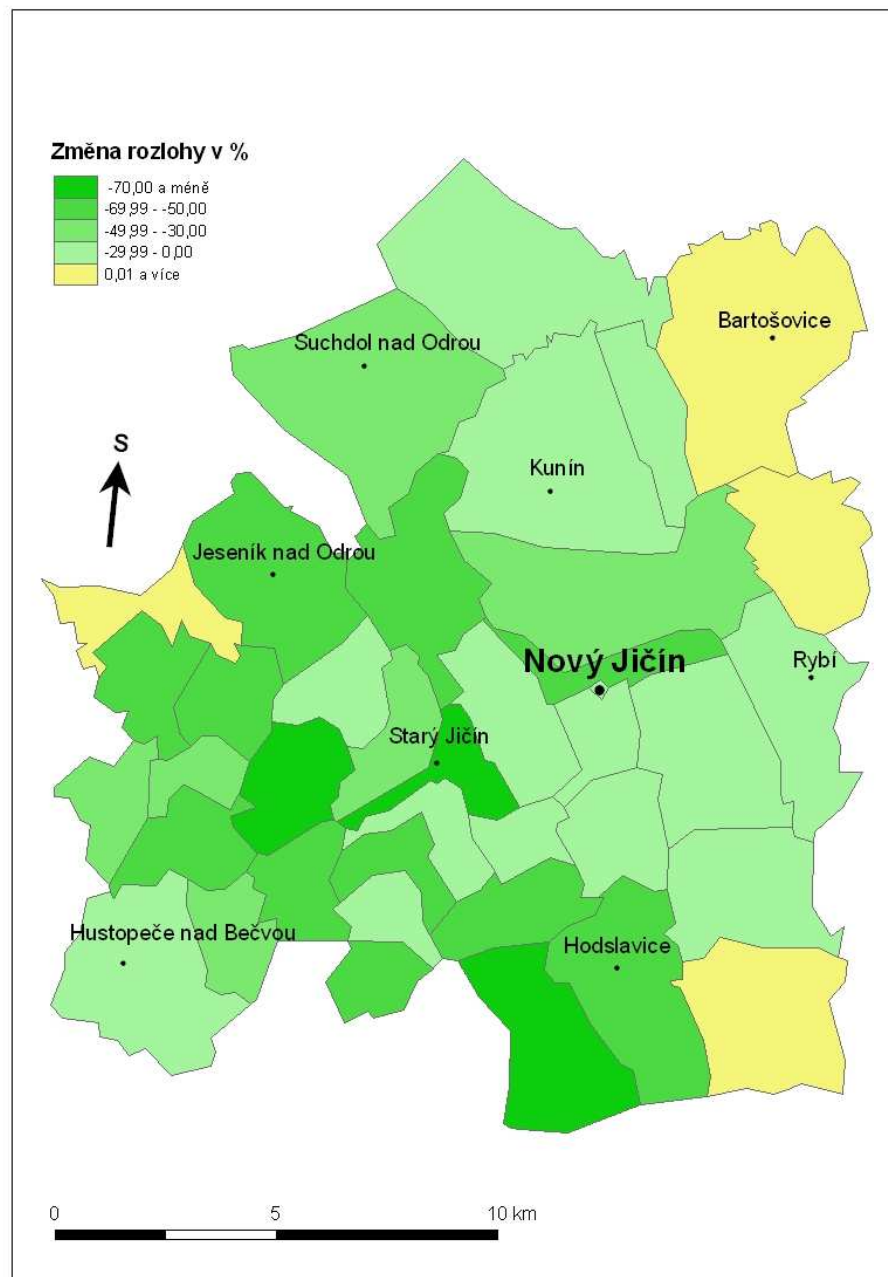 Změna rozlohy v %
-70,00 a méně
-69,99 - -50,00
-49,99 - -30,00
-29,99 - 0,00
0,01 a více
Bartošovice
Suchdol nad Odrou
S
Kunín
Jeseník nad Odrou
Nový Jičín
Rybí
Starý Jičín
Hustopeče nad Bečvou
Hodslavice
0 5 10 km